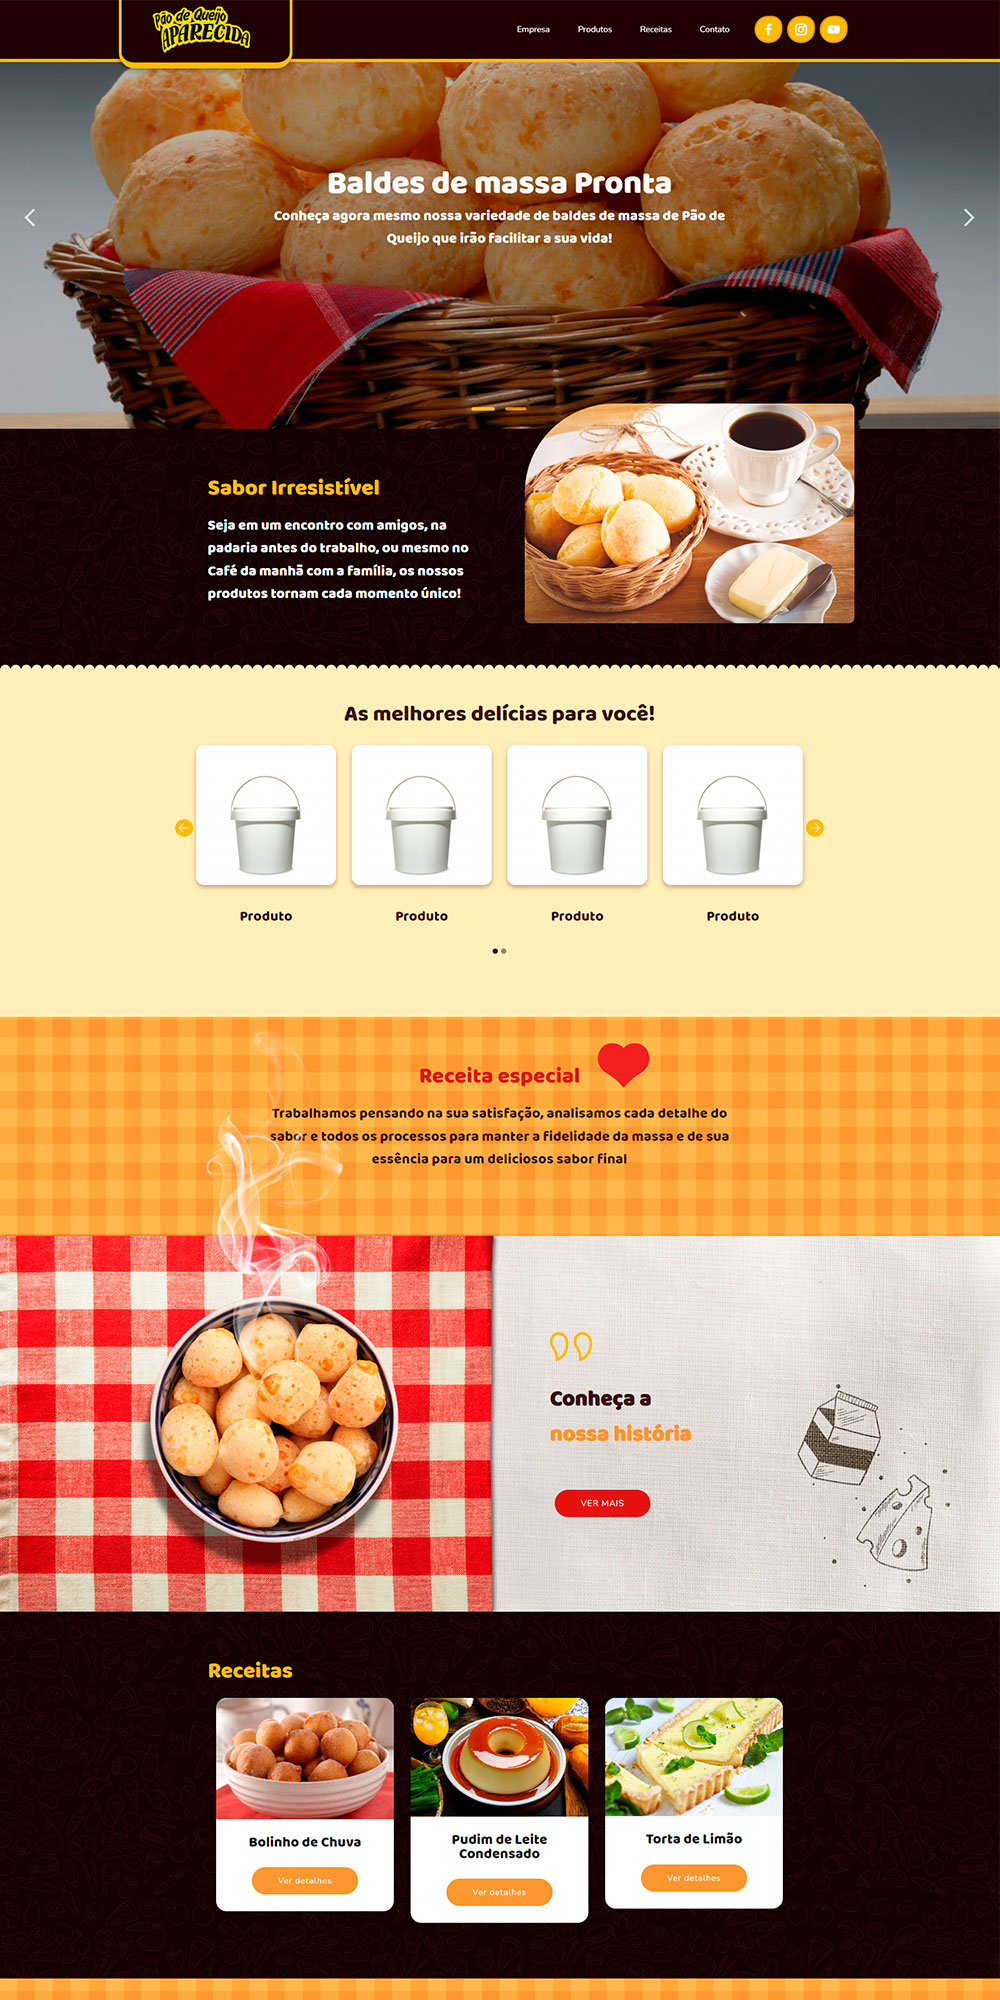 Pão de Queijo
APARECIDA
Empresa
Produtos
Receitas
Contato
Baldes de massa Pronta
Conheça agora mesmo nossa variedade de baldes de massa de Pão de
Queijo que irão facilitar a sua vida!
Sabor Irresistível
Seja em um encontro com amigos, na
padaria antes do trabalho, ou mesmo no
Café da manhã com a família, os nossos
produtos tornam cada momento único!
As melhores delícias para você!
Produto
Produto
Produto
Produto
Receita especial
Trabalhamos pensando na sua satisfação, analisamos cada detalhe do
sabor e todos os processos para manter a fidelidade da massa e de sua
essência para um deliciosos sabor final
Conheça a
nossa história
VER MAIS
Receitas
Bolinho de Chuva
Ver detalhes
Pudim de Leite
Condensado
Ver detalhes
Torta de Limão
Ver detalhes